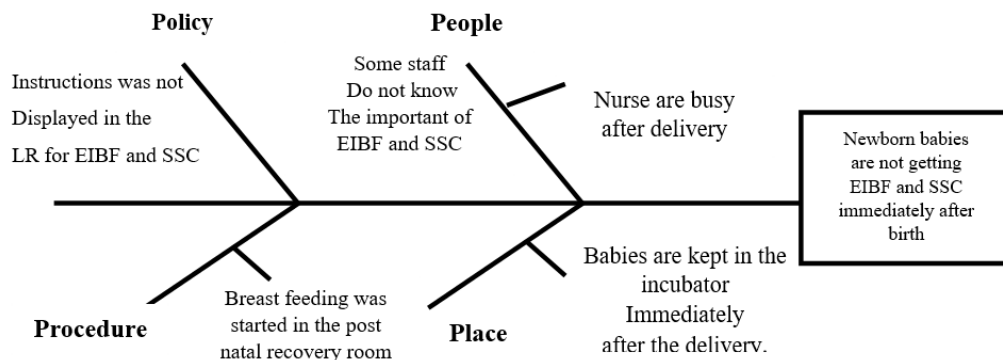 Policy
People
Instructions was not
Displayed in the
LR for EIBF and SSC
Some staff
Do not know
The important of
EIBF and SSC
Nurse are busy
after delivery
Newborn babies
are not getting
EIBF and SSC
immediately after
birth
Procedure
Breast feeding was
started in the post
natal recovery room
Place
Babies are kept in the
incubator
Immediately
after the delivery.